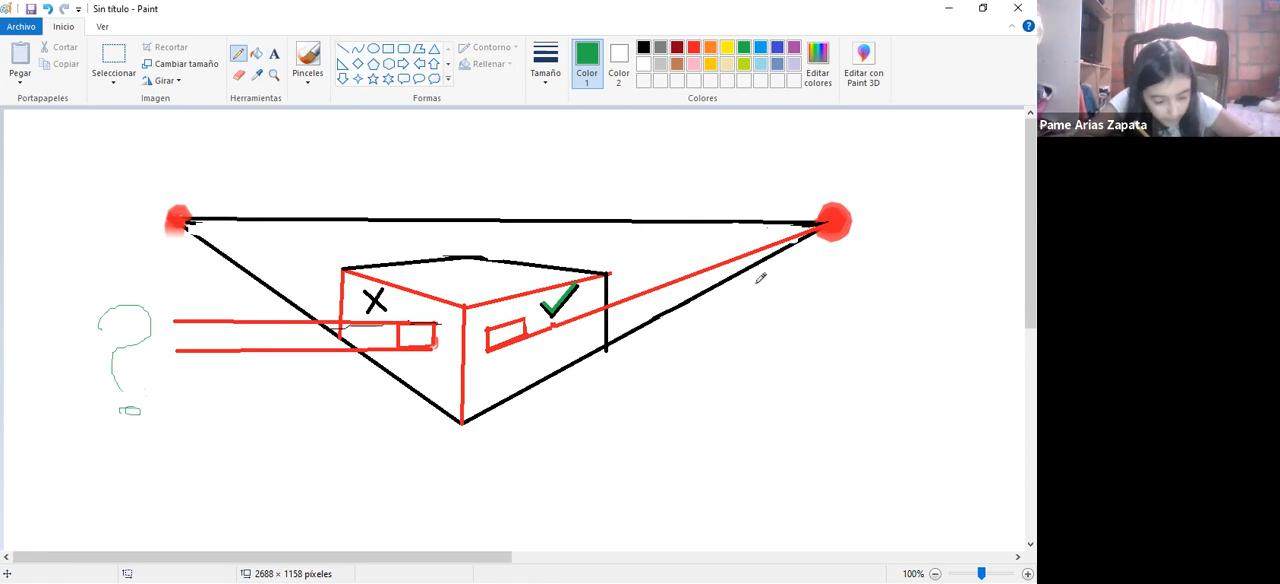 Sin título - Paint
Archivo Inicio Ver
Pegar
Cortar
Copiar
Portapapeles
Seleccionar
Recortar
Cambiar tamaño
Girar
Imagen
Herramientas
Pinceles
Contorno
Rellenar
Formas
Tamaño
Color 1
Color 2
Editar colores
Colores
Editar con Paint 3D
Pame Arias Zapata
X
?
2688 × 1158 píxeles
100%